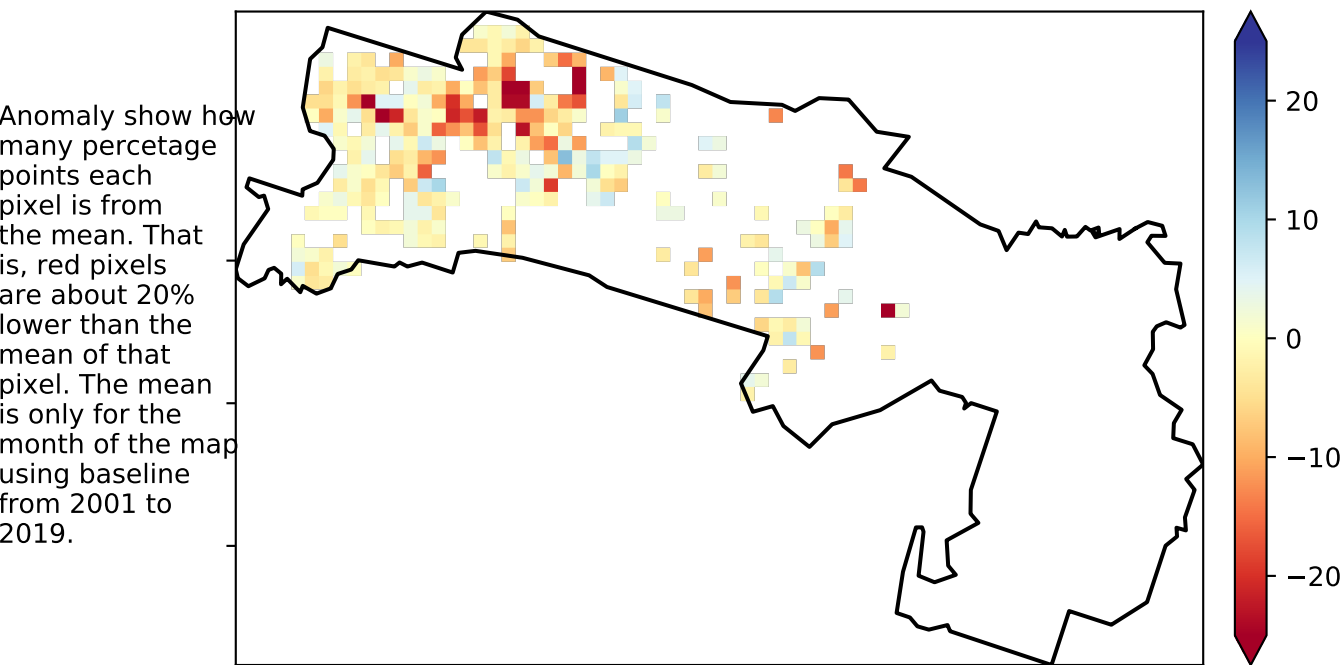 Anomaly show how
many percetage
points each
pixel is from
the mean. That
is, red pixels
are about 20%
lower than the
mean of that
pixel. The mean
is only for the
month of the map
using baseline
from 2001 to
2019.
20
10
0
−10
−20